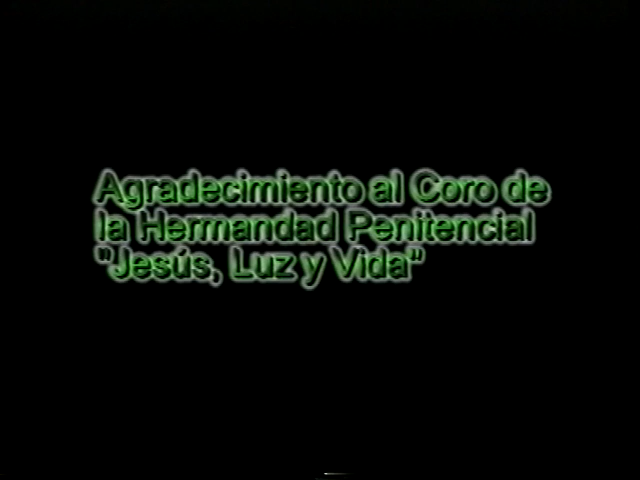 Agradecimiento al Coro de
la Hermandad Penitencial
"Jesús, Luz y Vida"